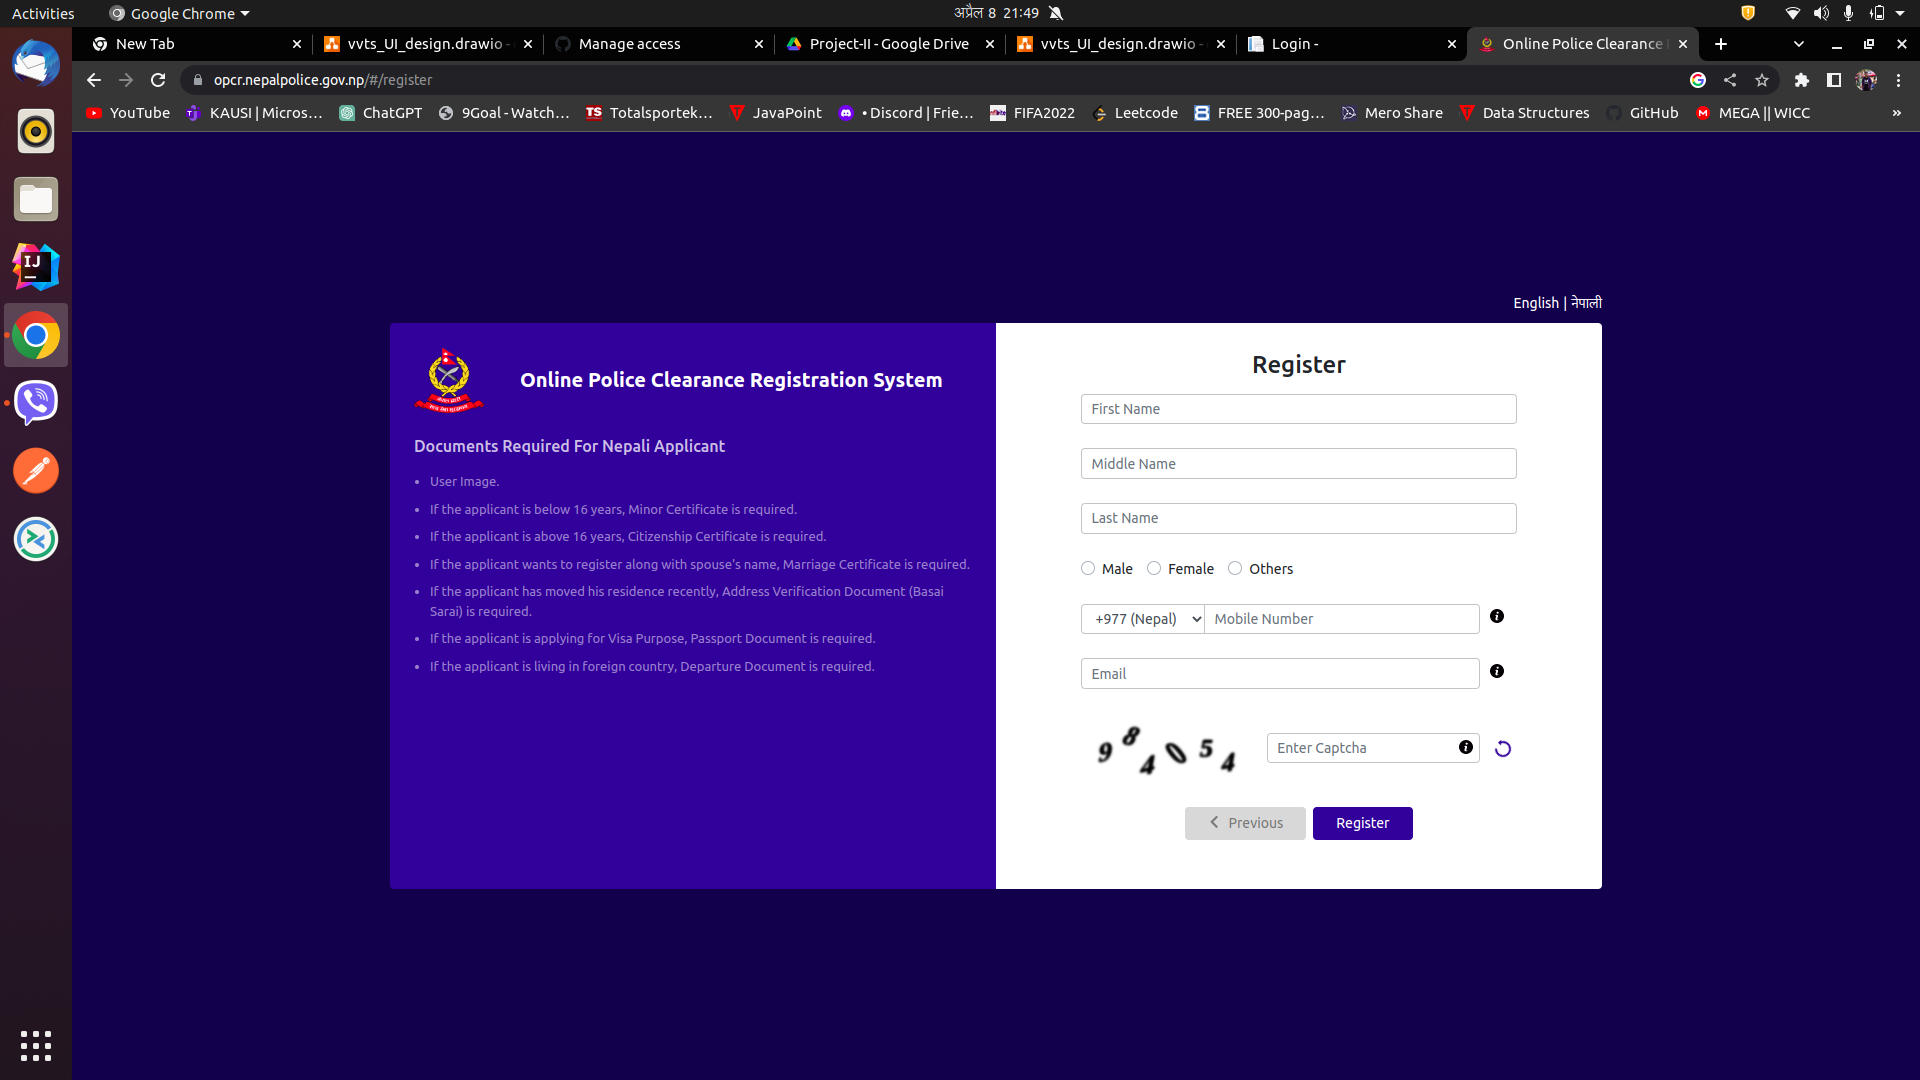 Activities
Google Chrome
अप्रैल 8 21:49
New Tab
vvts_UI_design.drawio -
Manage access
Project-II - Google Drive
vvts_UI_design.drawio -
Login -
Online Police Clearance
opcr.nepalpolice.gov.np/#/register
YouTube
KAUSI | Micros...
ChatGPT
9Goal - Watch...
TS Totalsportek...
JavaPoint
• Discord | Frie...
FIFA2022
Leetcode
FREE 300-pag...
Mero Share
Data Structures
GitHub
MEGA || WICC
»
English | नेपाली
Online Police Clearance Registration System
Documents Required For Nepali Applicant
• User Image.
• If the applicant is below 16 years, Minor Certificate is required.
• If the applicant is above 16 years, Citizenship Certificate is required.
• If the applicant wants to register along with spouse's name, Marriage Certificate is required.
• If the applicant has moved his residence recently, Address Verification Document (Basai
Sarai) is required.
• If the applicant is applying for Visa Purpose, Passport Document is required.
• If the applicant is living in foreign country, Departure Document is required.
Register
First Name
Middle Name
Last Name
Male Female Others
+977 (Nepal) Mobile Number
Email
984054
Enter Captcha
Previous
Register
IJ